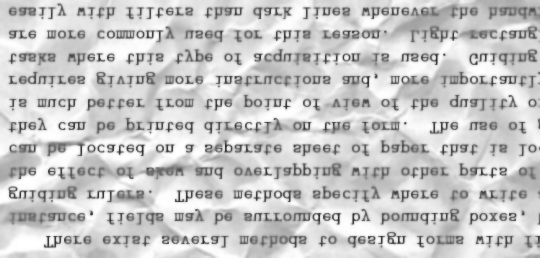 There exist several methods to design forms with fi
instance, fields may be surrounded by bounding boxes, 
guiding rulers. These methods specify where to write 
the effect of skew and overlapping with other parts of
can be located on a separate sheet of paper that is lo
they can be printed directly on the form. The use of g
is much better from the point of view of the quality o
requires giving more instructions and, more importantl
tasks where this type of acquisition is used. Guiding
are more commonly used for this reason. Light rectang
easily with filters than dark lines whenever the handw